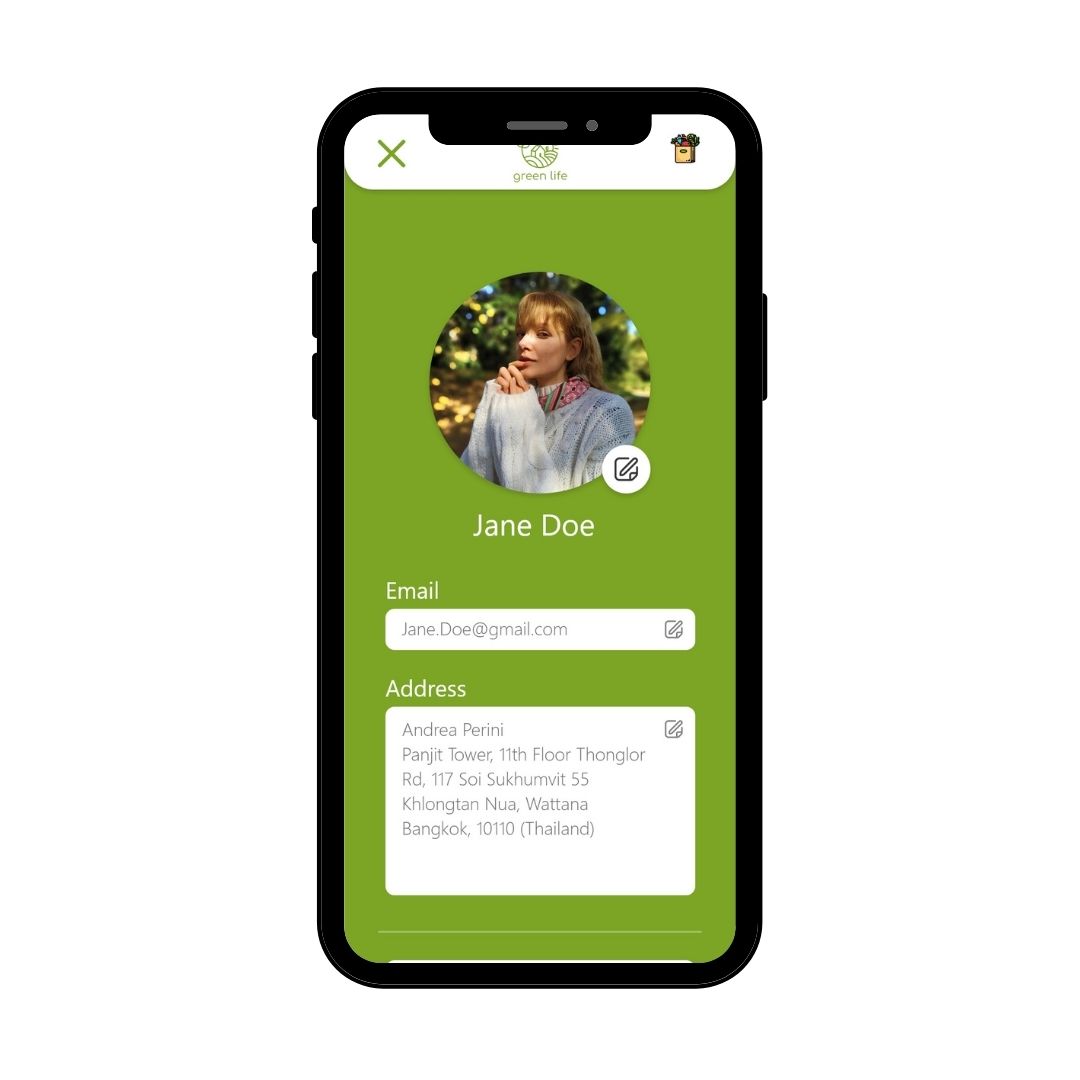 green life
Jane Doe
Email
Jane.Doe@gmail.com
Address
Andrea Perini
Panjit Tower, 11th Floor Thonglor
Rd, 117 Soi Sukhumvit 55
Khlongtan Nua, Wattana
Bangkok, 10110 (Thailand)